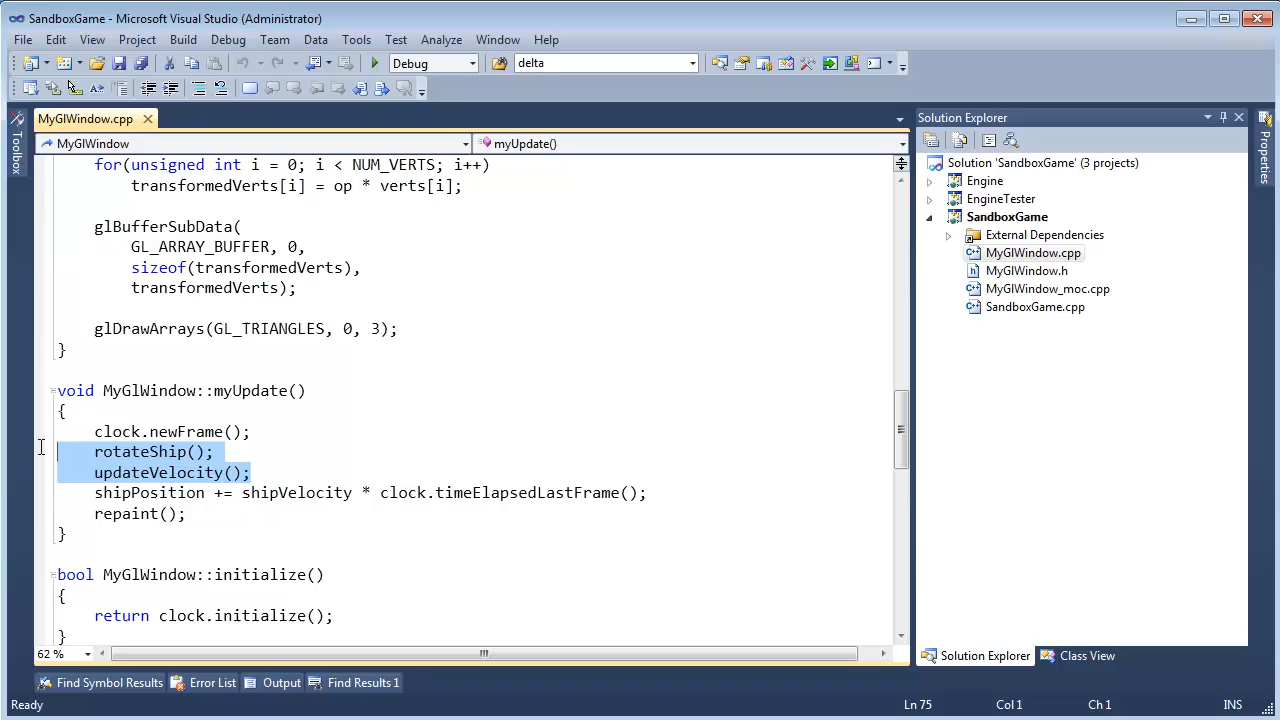 SandboxGame - Microsoft Visual Studio (Administrator)
File Edit View Project Build Debug Team Data Tools Test Analyze Window Help
Debug delta
MyGlWindow.cpp
MyGlWindow myUpdate()
for(unsigned int i = 0; i < NUM_VERTS; i++)
transformedVerts[i] = op * verts[i];
glBufferSubData(
GL_ARRAY_BUFFER, 0,
sizeof(transformedVerts),
transformedVerts);
glDrawArrays(GL_TRIANGLES, 0, 3);
}
void MyGlWindow::myUpdate()
{
clock.newFrame();
rotateShip();
updateVelocity();
shipPosition += shipVelocity * clock.timeElapsedLastFrame();
repaint();
}
bool MyGlWindow::initialize()
{
return clock.initialize();
}
62 %
Toolbox
Solution Explorer
Solution 'SandboxGame' (3 projects)
Engine
EngineTester
SandboxGame
External Dependencies
MyGlWindow.cpp
MyGlWindow.h
MyGlWindow_moc.cpp
SandboxGame.cpp
Solution Explorer Class View
Properties
Find Symbol Results Error List Output Find Results 1
Ready Ln 75 Col 1 Ch 1 INS